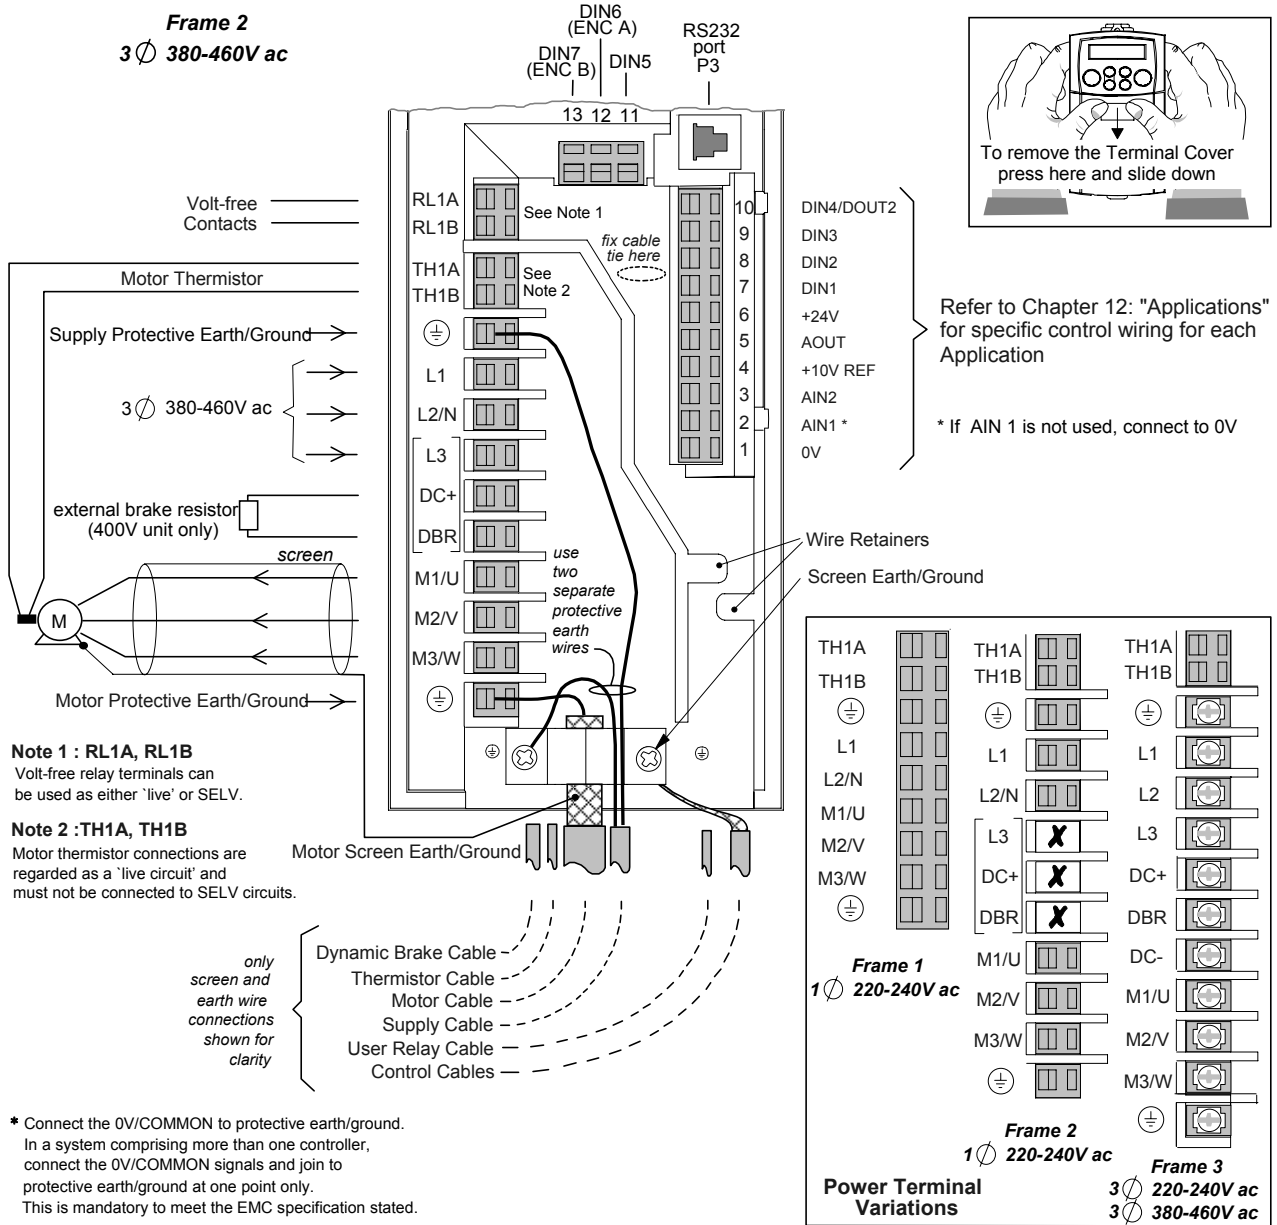 Frame 2
3 ∅ 380-460V ac
DIN6
(ENC A)
DIN7
(ENC B)
DIN5
RS232
port
P3
13 12 11
To remove the Terminal Cover
press here and slide down
Volt-free
Contacts
RL1A
RL1B
See Note 1
Motor Thermistor
TH1A
TH1B
See
Note 2
fix cable
tie here
Supply Protective Earth/Ground
L1
3 ∅ 380-460V ac
L2/N
L3
external brake resistor
(400V unit only)
DC+
DBR
screen
M1/U
M
M2/V
M3/W
Motor Protective Earth/Ground
use
two
separate
protective
earth
wires
10 DIN4/DOUT2
9 DIN3
8 DIN2
7 DIN1
6 +24V
5 AOUT
4 +10V REF
3 AIN2
2 AIN1 *
1 0V
Refer to Chapter 12: "Applications"
for specific control wiring for each
Application
* If AIN 1 is not used, connect to 0V
Wire Retainers
Screen Earth/Ground
Note 1 : RL1A, RL1B
Volt-free relay terminals can
be used as either `live' or SELV.
Note 2 :TH1A, TH1B
Motor thermistor connections are
regarded as a `live circuit' and
must not be connected to SELV circuits.
Motor Screen Earth/Ground
only
screen and
earth wire
connections
shown for
clarity
Dynamic Brake Cable
Thermistor Cable
Motor Cable
Supply Cable
User Relay Cable
Control Cables
* Connect the 0V/COMMON to protective earth/ground.
In a system comprising more than one controller,
connect the 0V/COMMON signals and join to
protective earth/ground at one point only.
This is mandatory to meet the EMC specification stated.
TH1A
TH1B
L1
L2/N
M1/U
M2/V
M3/W
Frame 1
1 ∅ 220-240V ac
TH1A
TH1B
L1
L2/N
L3 X
DC+ X
DBR X
M1/U
M2/V
M3/W
Frame 2
1 ∅ 220-240V ac
TH1A
TH1B
L1
L2
L3
DC+
DBR
DC-
M1/U
M2/V
M3/W
Frame 3
3 ∅ 220-240V ac
3 ∅ 380-460V ac
Power Terminal
Variations